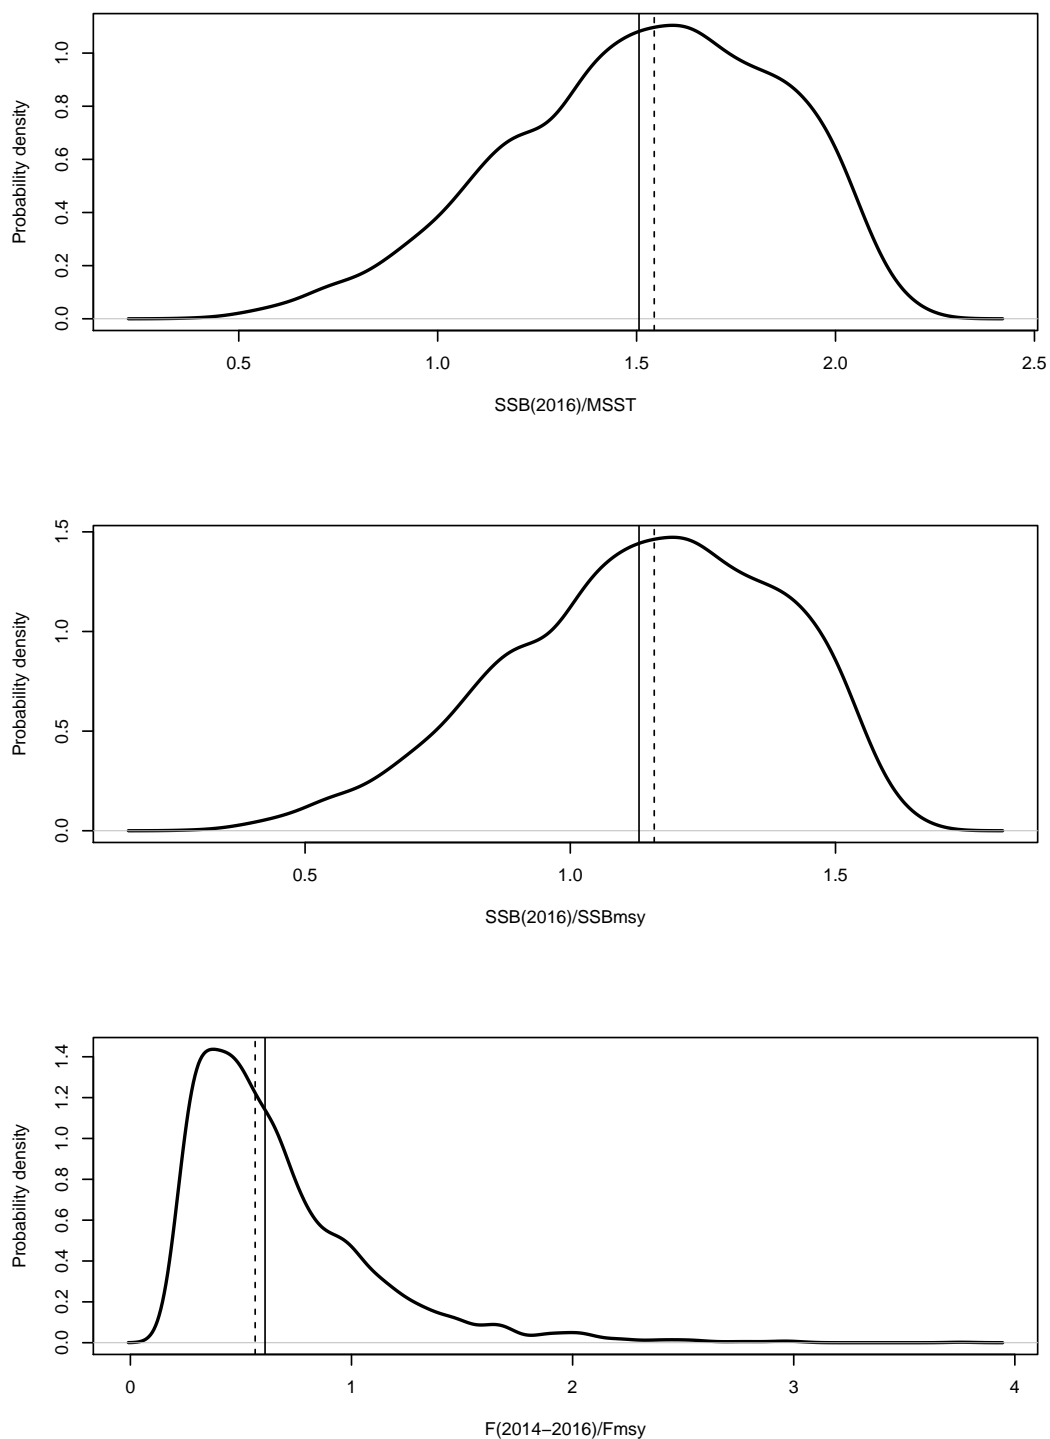 Probability density
0.0 0.2 0.4 0.6 0.8 1.0
0.5 1.0 1.5 2.0 2.5
SSB(2016)/MSST
Probability density
0.0 0.5 1.0 1.5
0.5 1.0 1.5
SSB(2016)/SSBmsy
Probability density
0.0 0.2 0.4 0.6 0.8 1.0 1.2 1.4
0 1 2 3 4
F(2014−2016)/Fmsy